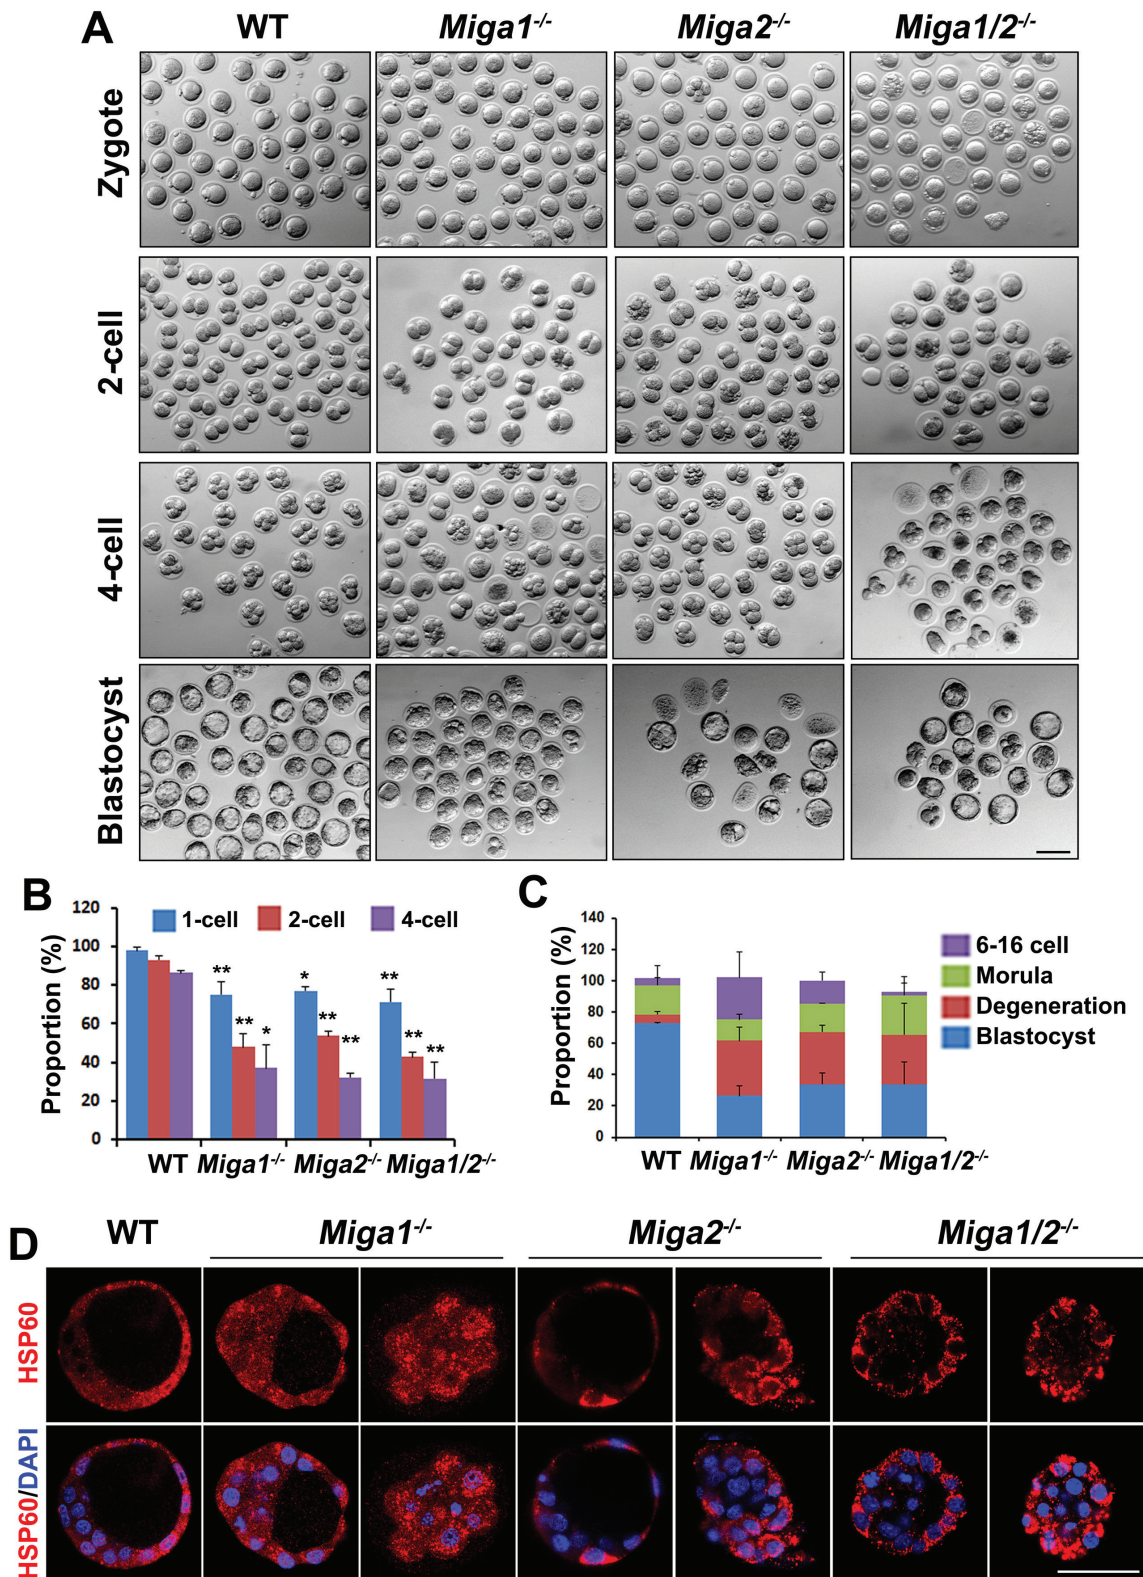 A
WT Miga1-/- Miga2-/- Miga1/2-/-
Zygote
2-cell
4-cell
Blastocyst
B
Proportion (%)
120
100
80
60
40
20
0
1-cell 2-cell 4-cell
** ** *
* ** **
** ** **
WT Miga1-/- Miga2-/- Miga1/2-/-
C
Proportion (%)
140
120
100
80
60
40
20
0
6-16 cell
Morula
Degeneration
Blastocyst
WT Miga1-/- Miga2-/- Miga1/2-/-
D
WT Miga1-/- Miga2-/- Miga1/2-/-
HSP60
HSP60/DAPI